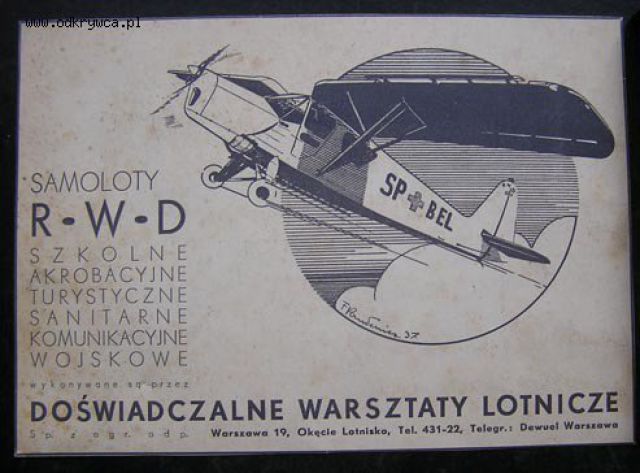 www.odkrywca.pl
SAMOLOTY
R-W-D
SZKOLNE
AKROBACYJNE
TURYSTYCZNE
SANITARNE
KOMUNIKACYJNE
WOJSKOWE
wykonywane są przez
SP BEL
37
DOŚWIADCZALNE WARSZTATY LOTNICZE
Sp. z ogr. odp. Warszawa 19, Okęcie Lotnisko, Tel. 431-22, Telegr.: Dewuel Warszawa